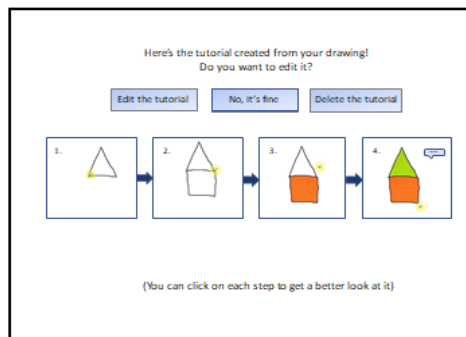 Here's the tutorial created from your drawing!
Do you want to edit it?
Edit the tutorial
No, it's fine
Delete the tutorial
1.
2.
3.
4.
(You can click on each step to get a better look at it)